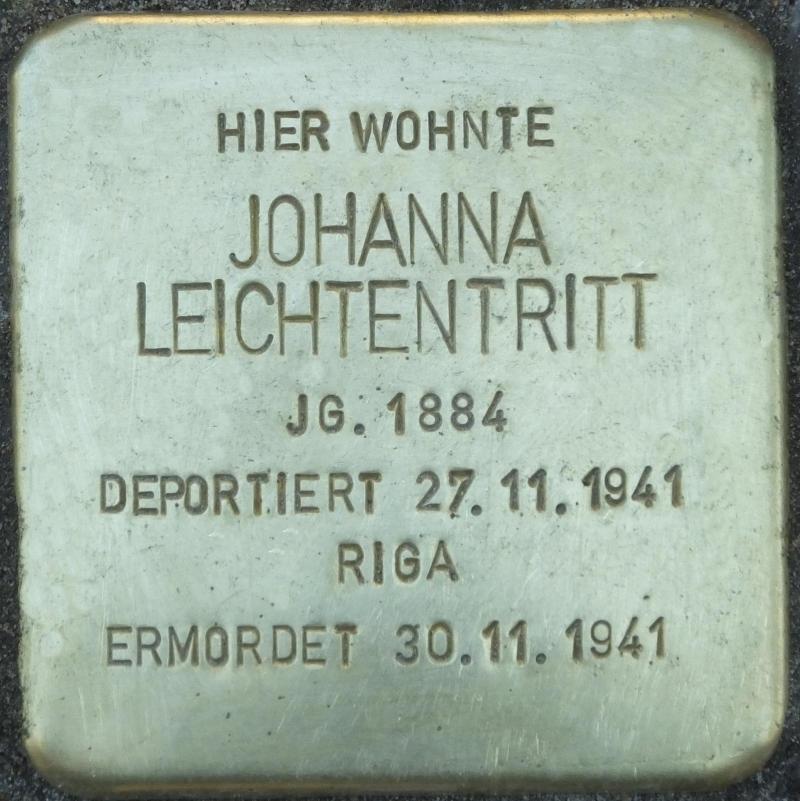 HIER WOHNTE
JOHANNA
LEICHTENTRITT
JG. 1884
DEPORTIERT 27.11.1941
RIGA
ERMORDET 30.11.1941